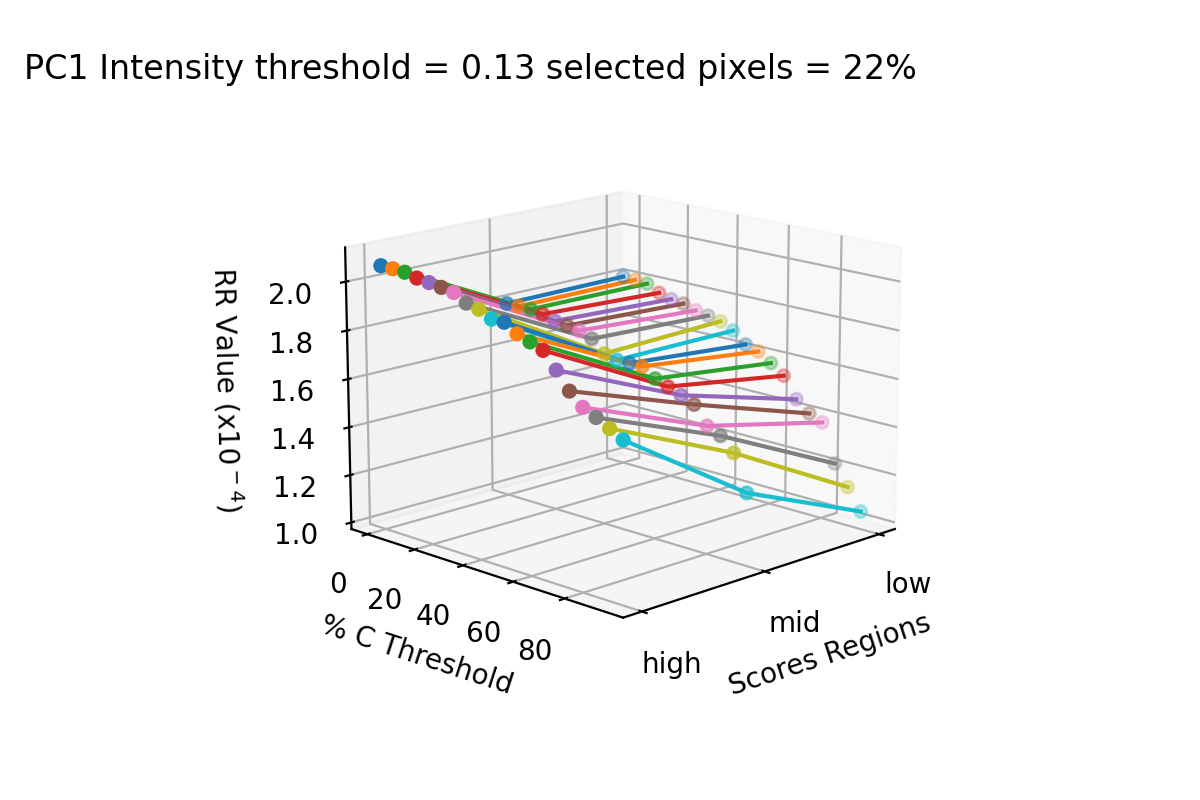 PC1 Intensity threshold = 0.13 selected pixels = 22%
RR Value (x10⁻⁴)
2.0
1.8
1.6
1.4
1.2
1.0
0
20
40
60
80
% C Threshold
high
mid
low
Scores Regions